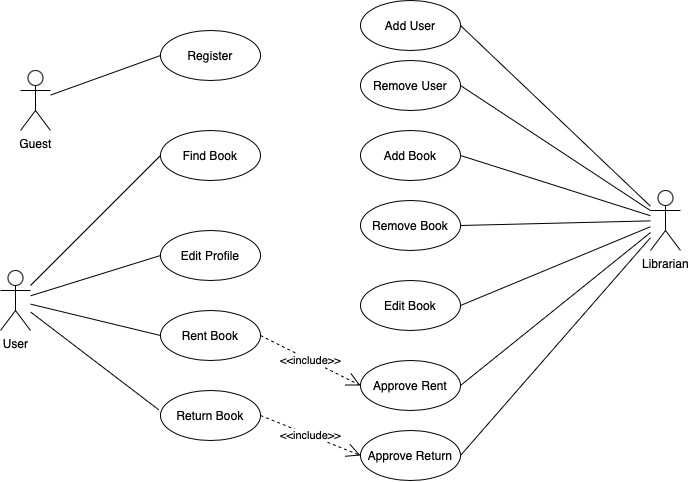 Add User
Register
Remove User
Guest
Find Book
Add Book
Remove Book
Edit Profile
Librarian
Edit Book
User
Rent Book
<<include>>
Approve Rent
Return Book
<<include>>
Approve Return